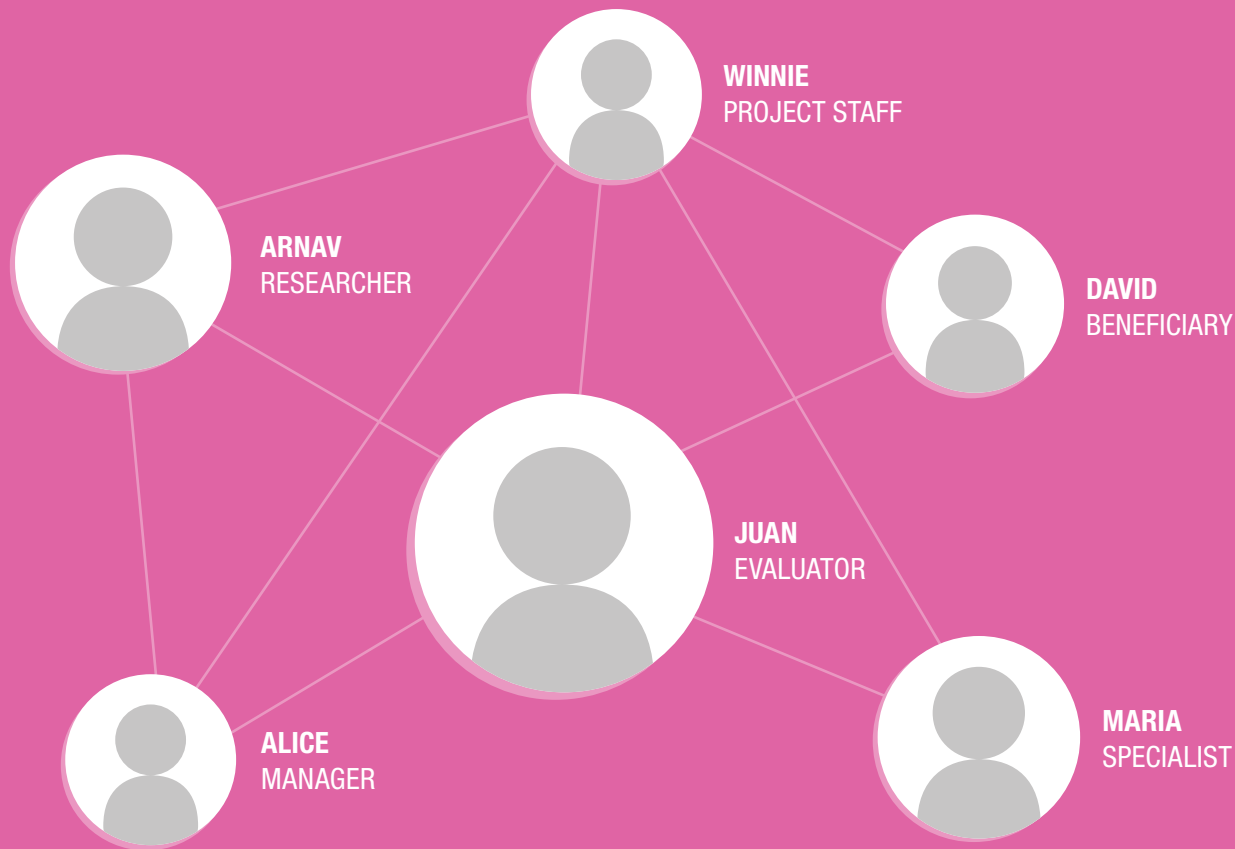 WINNIE
PROJECT STAFF
ARNAV
RESEARCHER
DAVID
BENEFICIARY
JUAN
EVALUATOR
ALICE
MANAGER
MARIA
SPECIALIST